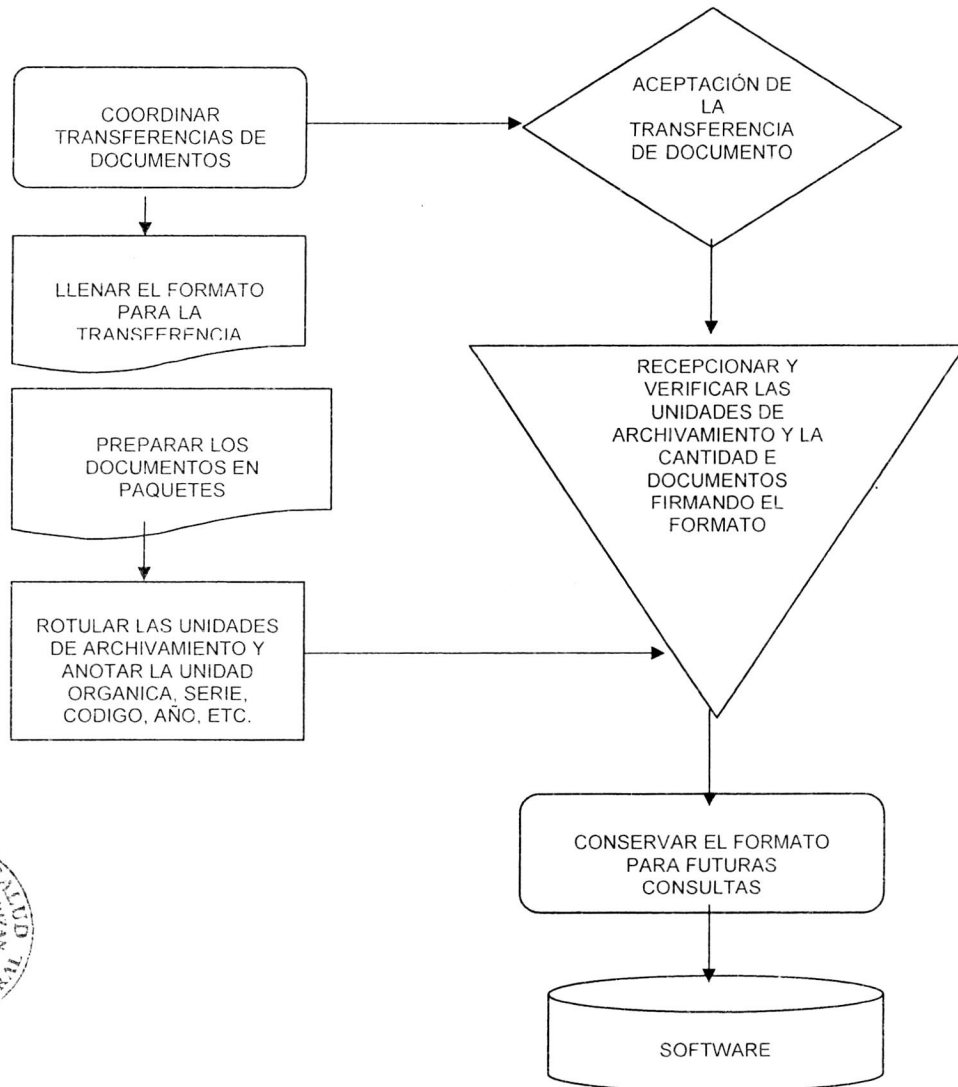 COORDINAR
TRANSFERENCIAS DE
DOCUMENTOS
ACEPTACIÓN DE
LA
TRANSFERENCIA
DE DOCUMENTO
LLENAR EL FORMATO
PARA LA
TRANSFERENCIA
RECEPCIONAR Y
VERIFICAR LAS
UNIDADES DE
ARCHIVAMIENTO Y LA
CANTIDAD E
DOCUMENTOS
FIRMANDO EL
FORMATO
PREPARAR LOS
DOCUMENTOS EN
PAQUETES
ROTULAR LAS UNIDADES
DE ARCHIVAMIENTO Y
ANOTAR LA UNIDAD
ORGANICA, SERIE,
CODIGO, AÑO, ETC.
CONSERVAR EL FORMATO
PARA FUTURAS
CONSULTAS
SOFTWARE
SALUD